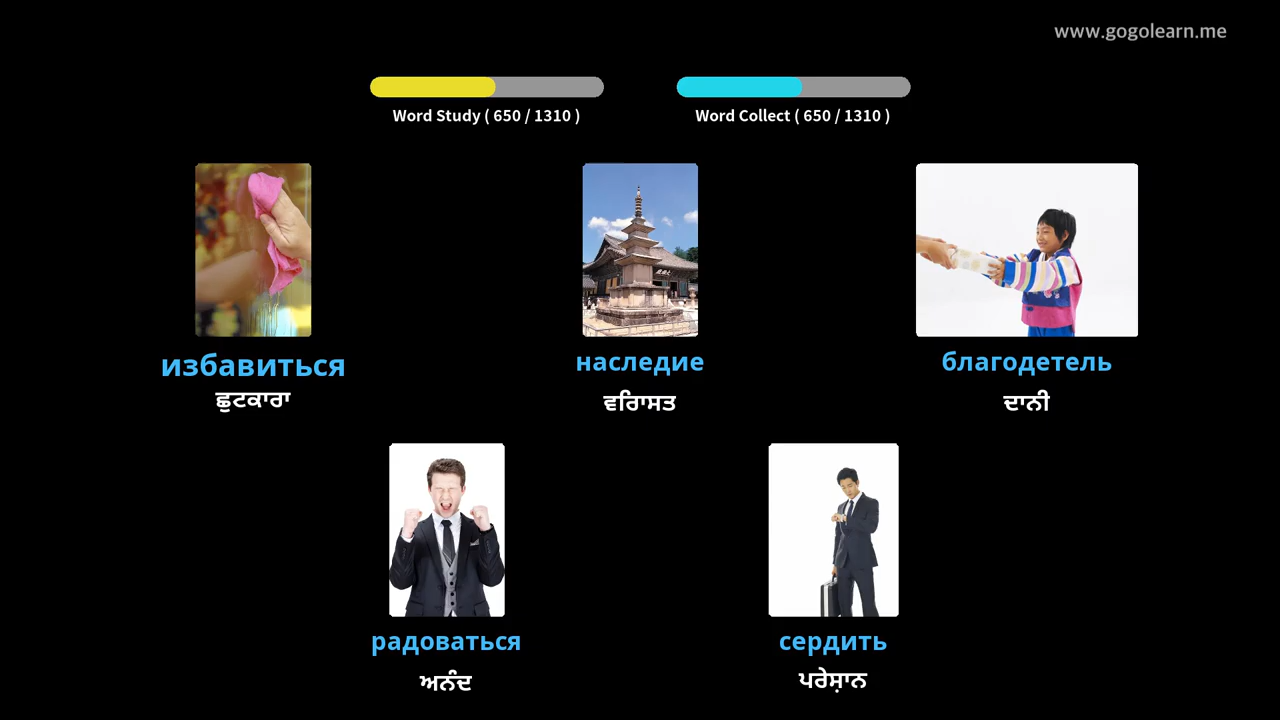 www.gogolearn.me
Word Study ( 650 / 1310 )
Word Collect ( 650 / 1310 )
избавиться
ਛੁਟਕਾਰਾ
наследие
ਵਰਿਾਸਤ
благодетель
ਦਾਨੀ
радоваться
ਅਨੰਦ
сердить
ਪਰੇਸ਼ਾਨ